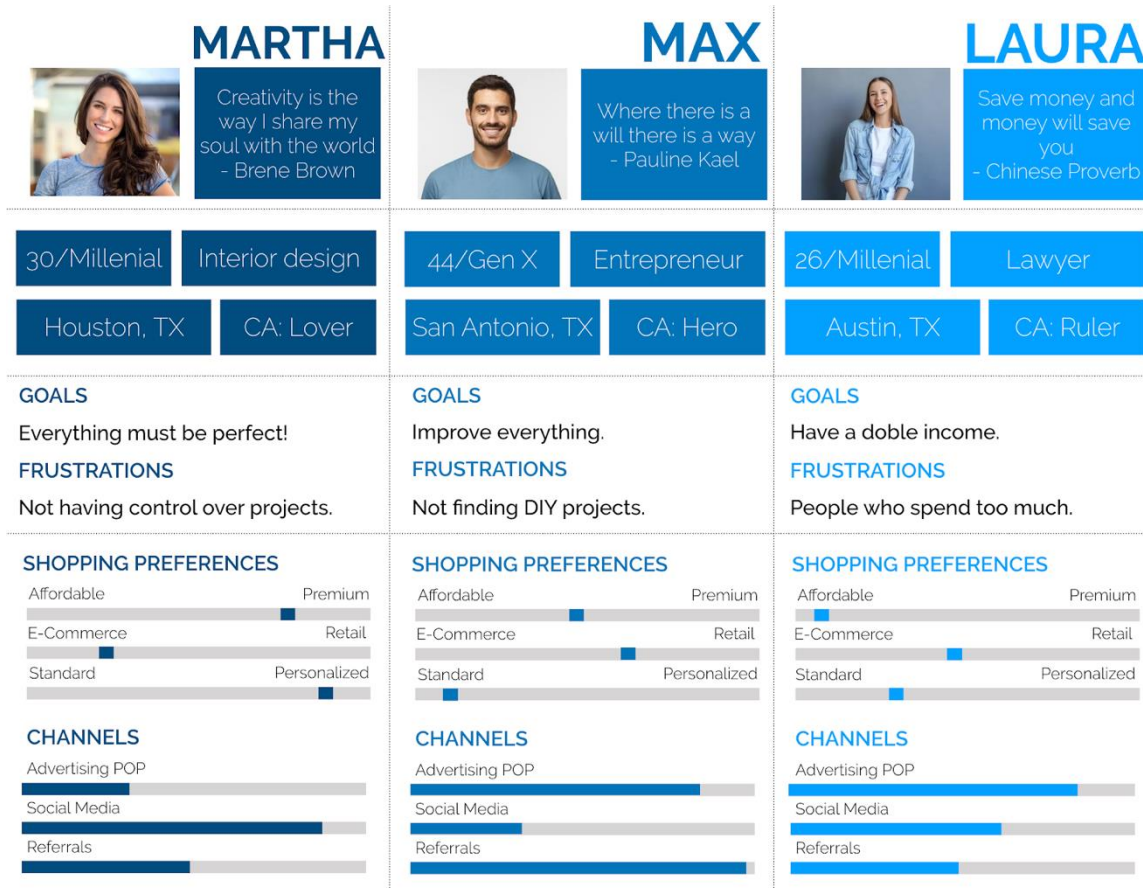 MARTHA
Creativity is the
way I share my
soul with the world
- Brene Brown
30/Millenial
Interior design
Houston, TX
CA: Lover
GOALS
Everything must be perfect!
FRUSTRATIONS
Not having control over projects.
SHOPPING PREFERENCES
Affordable
Premium
E-Commerce
Retail
Standard
Personalized
CHANNELS
Advertising POP
Social Media
Referrals
MAX
Where there is a
will there is a way
- Pauline Kael
44/Gen X
Entrepreneur
San Antonio, TX
CA: Hero
GOALS
Improve everything.
FRUSTRATIONS
Not finding DIY projects.
SHOPPING PREFERENCES
Affordable
Premium
E-Commerce
Retail
Standard
Personalized
CHANNELS
Advertising POP
Social Media
Referrals
LAURA
Save money and
money will save
you
- Chinese Proverb
26/Millenial
Lawyer
Austin, TX
CA: Ruler
GOALS
Have a doble income.
FRUSTRATIONS
People who spend too much.
SHOPPING PREFERENCES
Affordable
Premium
E-Commerce
Retail
Standard
Personalized
CHANNELS
Advertising POP
Social Media
Referrals